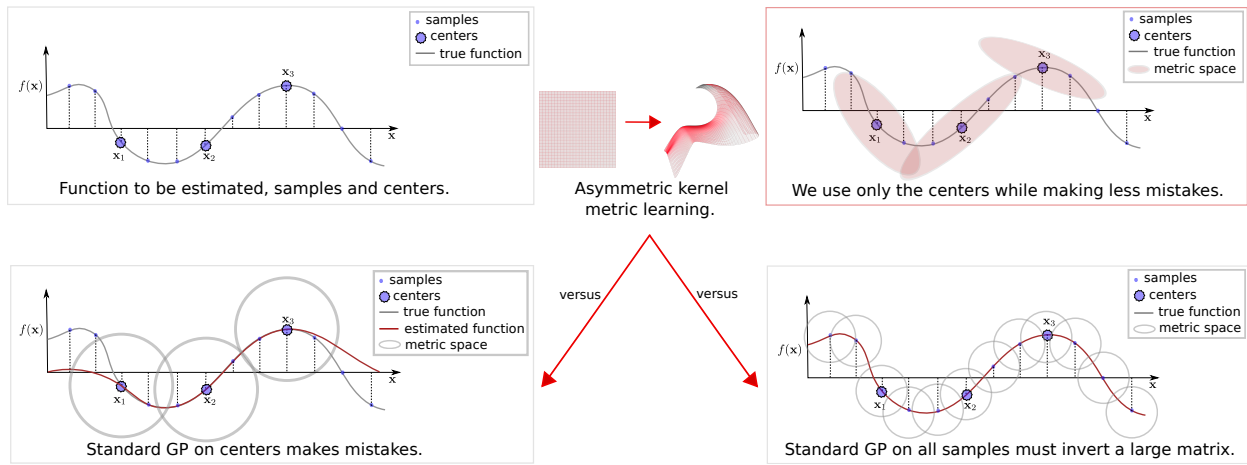 samples
centers
true function
f(x)
x₃
x
x₁
x₂
Function to be estimated, samples and centers.
Asymmetric kernel
metric learning.
samples
centers
true function
metric space
f(x)
x₃
x
x₁
x₂
We use only the centers while making less mistakes.
versus
versus
samples
centers
true function
estimated function
metric space
f(x)
x₃
x
x₁
x₂
Standard GP on centers makes mistakes.
samples
centers
true function
metric space
f(x)
x₃
x
x₁
x₂
Standard GP on all samples must invert a large matrix.